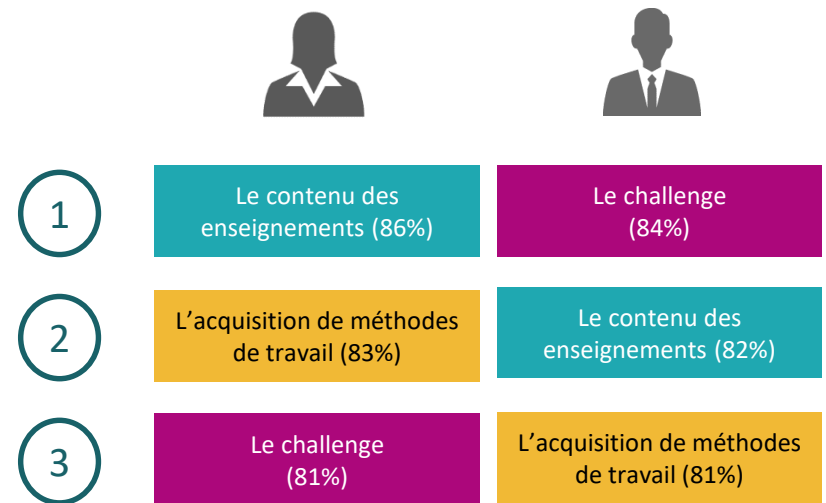 1
Le contenu des
enseignements (86%)
Le challenge
(84%)
2
L’acquisition de méthodes
de travail (83%)
Le contenu des
enseignements (82%)
3
Le challenge
(81%)
L’acquisition de méthodes
de travail (81%)